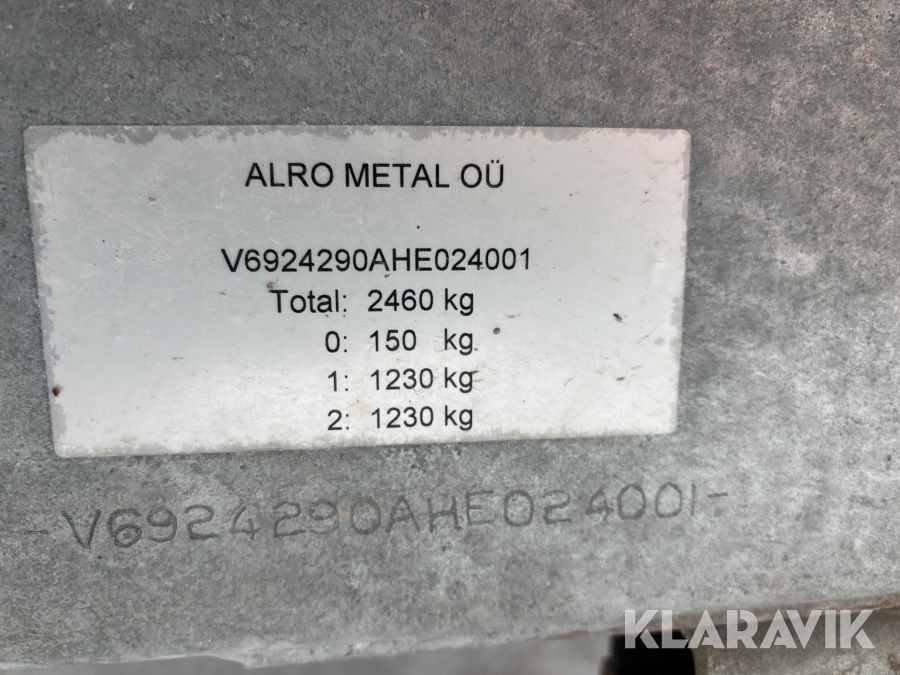 ALRO METAL OÜ
V6924290AHE024001
Total: 2460 kg
0: 150 kg
1: 1230 kg
2: 1230 kg
-V6924290AHE024001-
KLARAVIK